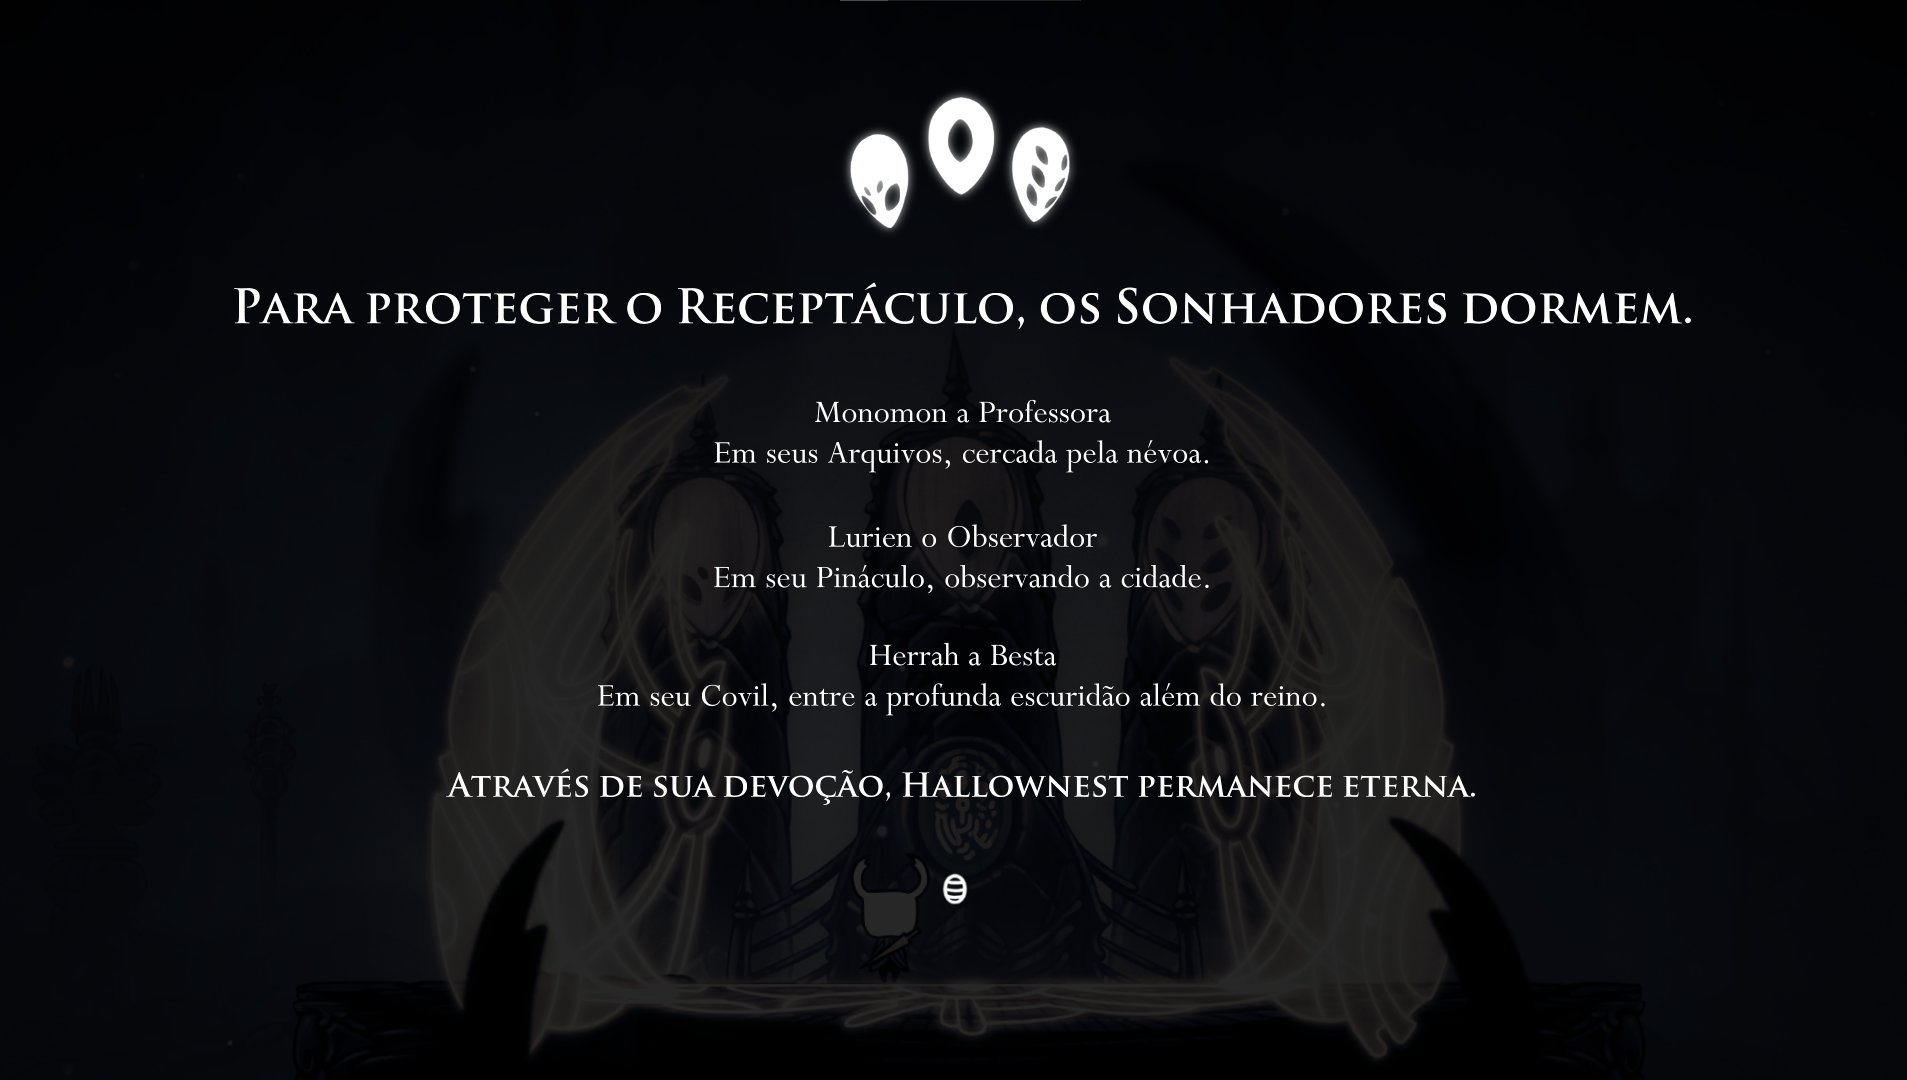 Para proteger o Receptáculo, os Sonhadores dormem.
Monomon a Professora
Em seus Arquivos, cercada pela névoa.
Lurien o Observador
Em seu Pináculo, observando a cidade.
Herrah a Besta
Em seu Covil, entre a profunda escuridão além do reino.
Através de sua devoção, Hallownest permanece eterna.